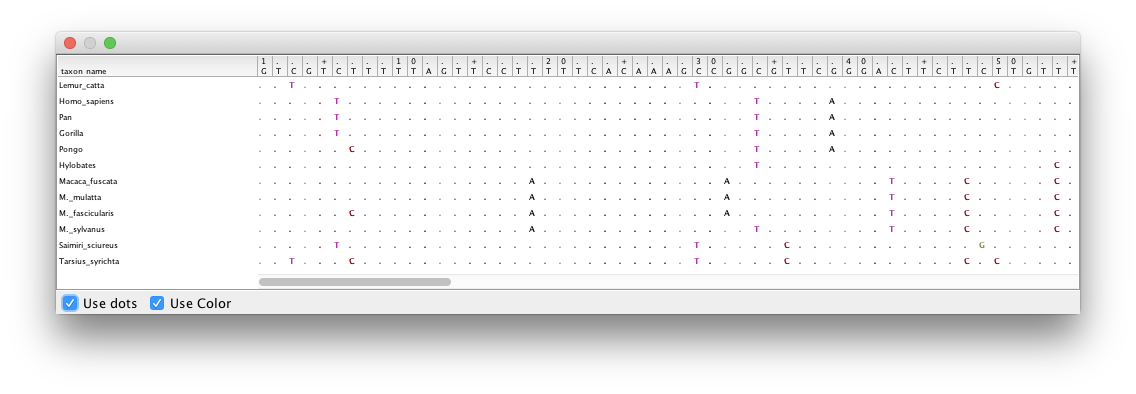 1 . . . + . . . . 1 0 . . . + . . . . 2 0 . . . + . . . . 3 0 . . . + . . . . 4 0 . . . + . . . . 5 0 . . . +
taxon name G T C G T C T T T T T A G T T C C T T T T T C A C A A A G C C G G C G T T C G G G A C T T C T T C T T G T T T
Lemur_catta . . T . . . . . . . . . . . . . . . . . . . . . . . . . . T . . . . . . . . . . . . . . . . . . . C . . . . .
Homo_sapiens . . . . . T . . . . . . . . . . . . . . . . . . . . . . . . . . . T . . . . A . . . . . . . . . . . . . . . .
Pan . . . . . T . . . . . . . . . . . . . . . . . . . . . . . . . . . T . . . . A . . . . . . . . . . . . . . . .
Gorilla . . . . . T . . . . . . . . . . . . . . . . . . . . . . . . . . . T . . . . A . . . . . . . . . . . . . . . .
Pongo . . . . . . C . . . . . . . . . . . . . . . . . . . . . . . . . . T . . . . A . . . . . . . . . . . . . . . .
Hylobates . . . . . . . . . . . . . . . . . . . . . . . . . . . . . . . . . T . . . . . . . . . . . . . . . . . . . C .
Macaca_fuscata . . . . . . . . . . . . . . . . . . A . . . . . . . . . . . . A . . . . . . . . . . T . . . . C . . . . . C .
M._mulatta . . . . . . . . . . . . . . . . . . A . . . . . . . . . . . . A . . . . . . . . . . T . . . . C . . . . . C .
M._fascicularis . . . . . . C . . . . . . . . . . . A . . . . . . . . . . . . A . . . . . . . . . . T . . . . C . . . . . C .
M._sylvanus . . . . . . . . . . . . . . . . . . A . . . . . . . . . . . . . . T . . . . . . . . T . . . . C . . . . . C .
Saimiri_sciureus . . . . . T . . . . . . . . . . . . . . . . . . . . . . . T . . . . . C . . . . . . . . . . . . G . . . . . .
Tarsius_syrichta . . T . . . C . . . . . . . . . . . . . . . . . . . . . . T . . . . . C . . . . . . . . . . . C . C . . . . .
Use dots Use Color